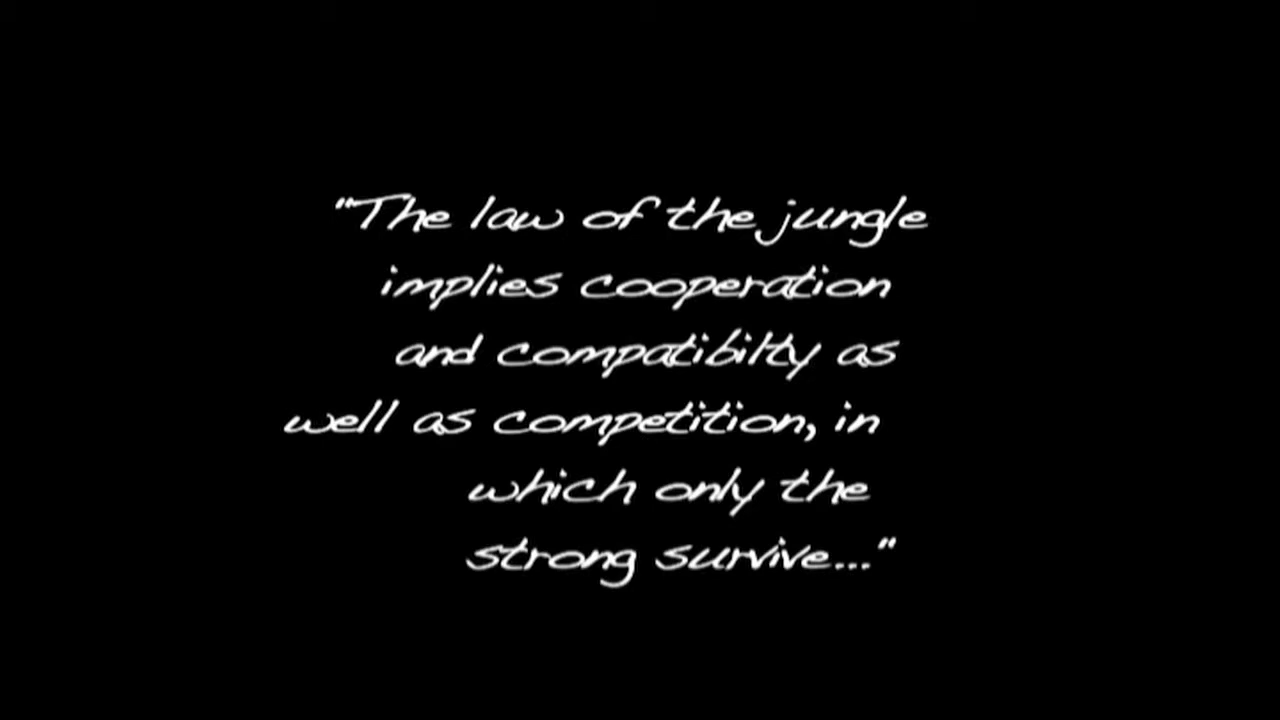 "The law of the jungle
implies cooperation
and compatibilty as
well as competition, in
which only the
strong survive..."